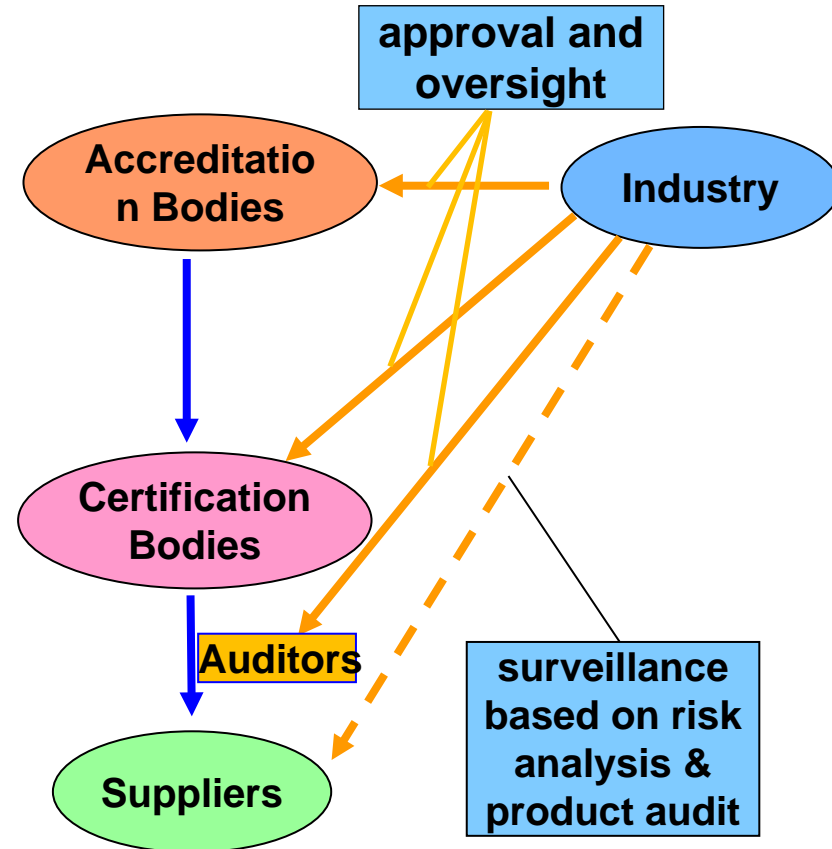 approval and
oversight
Accreditatio
n Bodies
Industry
Certification
Bodies
Auditors
surveillance
based on risk
analysis &
product audit
Suppliers